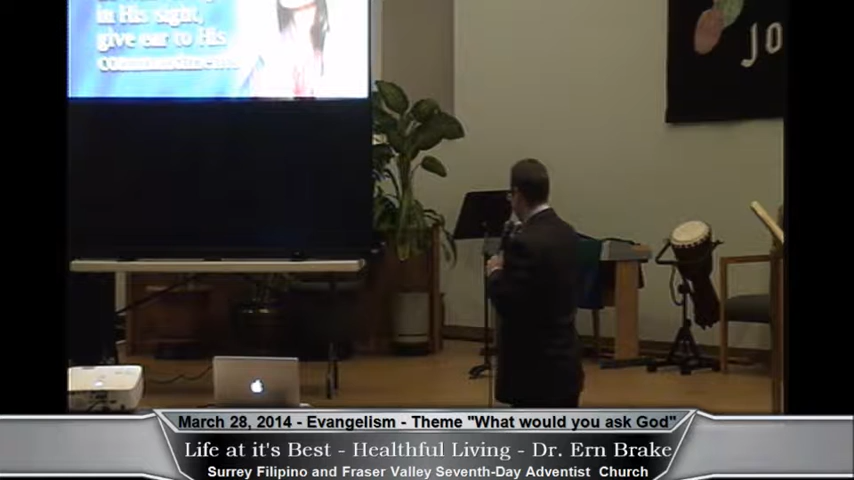 in His sight,
give ear to His
JO
March 28, 2014 - Evangelism - Theme "What would you ask God"
Life at it's Best - Healthful Living - Dr. Ern Brake
Surrey Filipino and Fraser Valley Seventh-Day Adventist Church